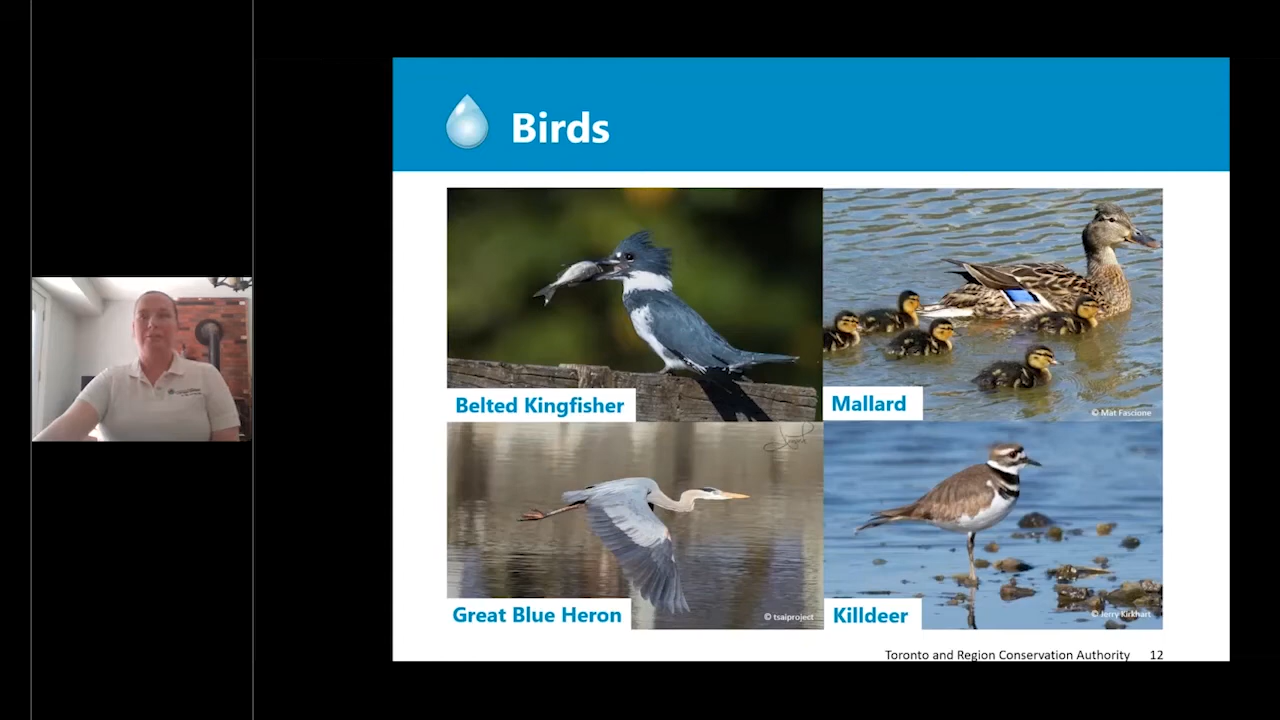 Birds
Belted Kingfisher
Mallard
© Mat Fascione
Great Blue Heron
© tsaiproject
Killdeer
© Jerry Kirkhart
Toronto and Region Conservation Authority 12